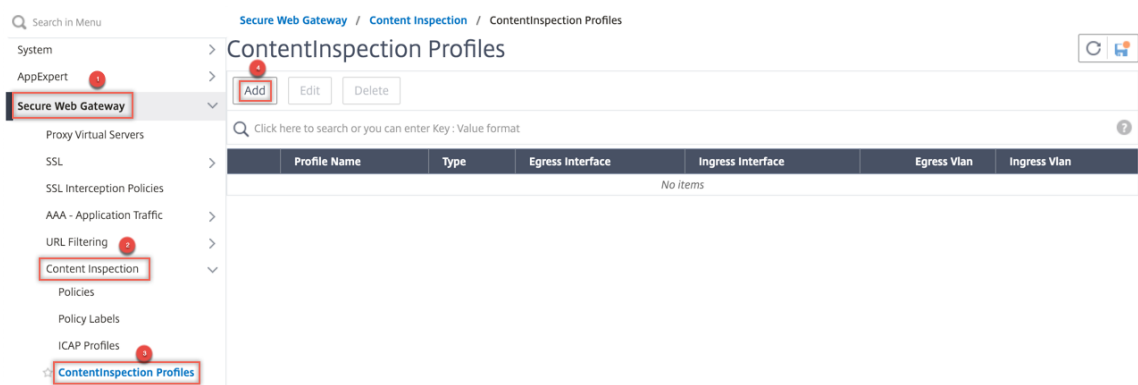 Search in Menu
System
AppExpert
1
Secure Web Gateway
Proxy Virtual Servers
SSL
SSL Interception Policies
AAA - Application Traffic
URL Filtering
2
Content Inspection
Policies
Policy Labels
ICAP Profiles
3
ContentInspection Profiles
Secure Web Gateway / Content Inspection / ContentInspection Profiles
ContentInspection Profiles
4
Add Edit Delete
Click here to search or you can enter Key : Value format
?
Profile Name Type Egress Interface Ingress Interface Egress Vlan Ingress Vlan
No items